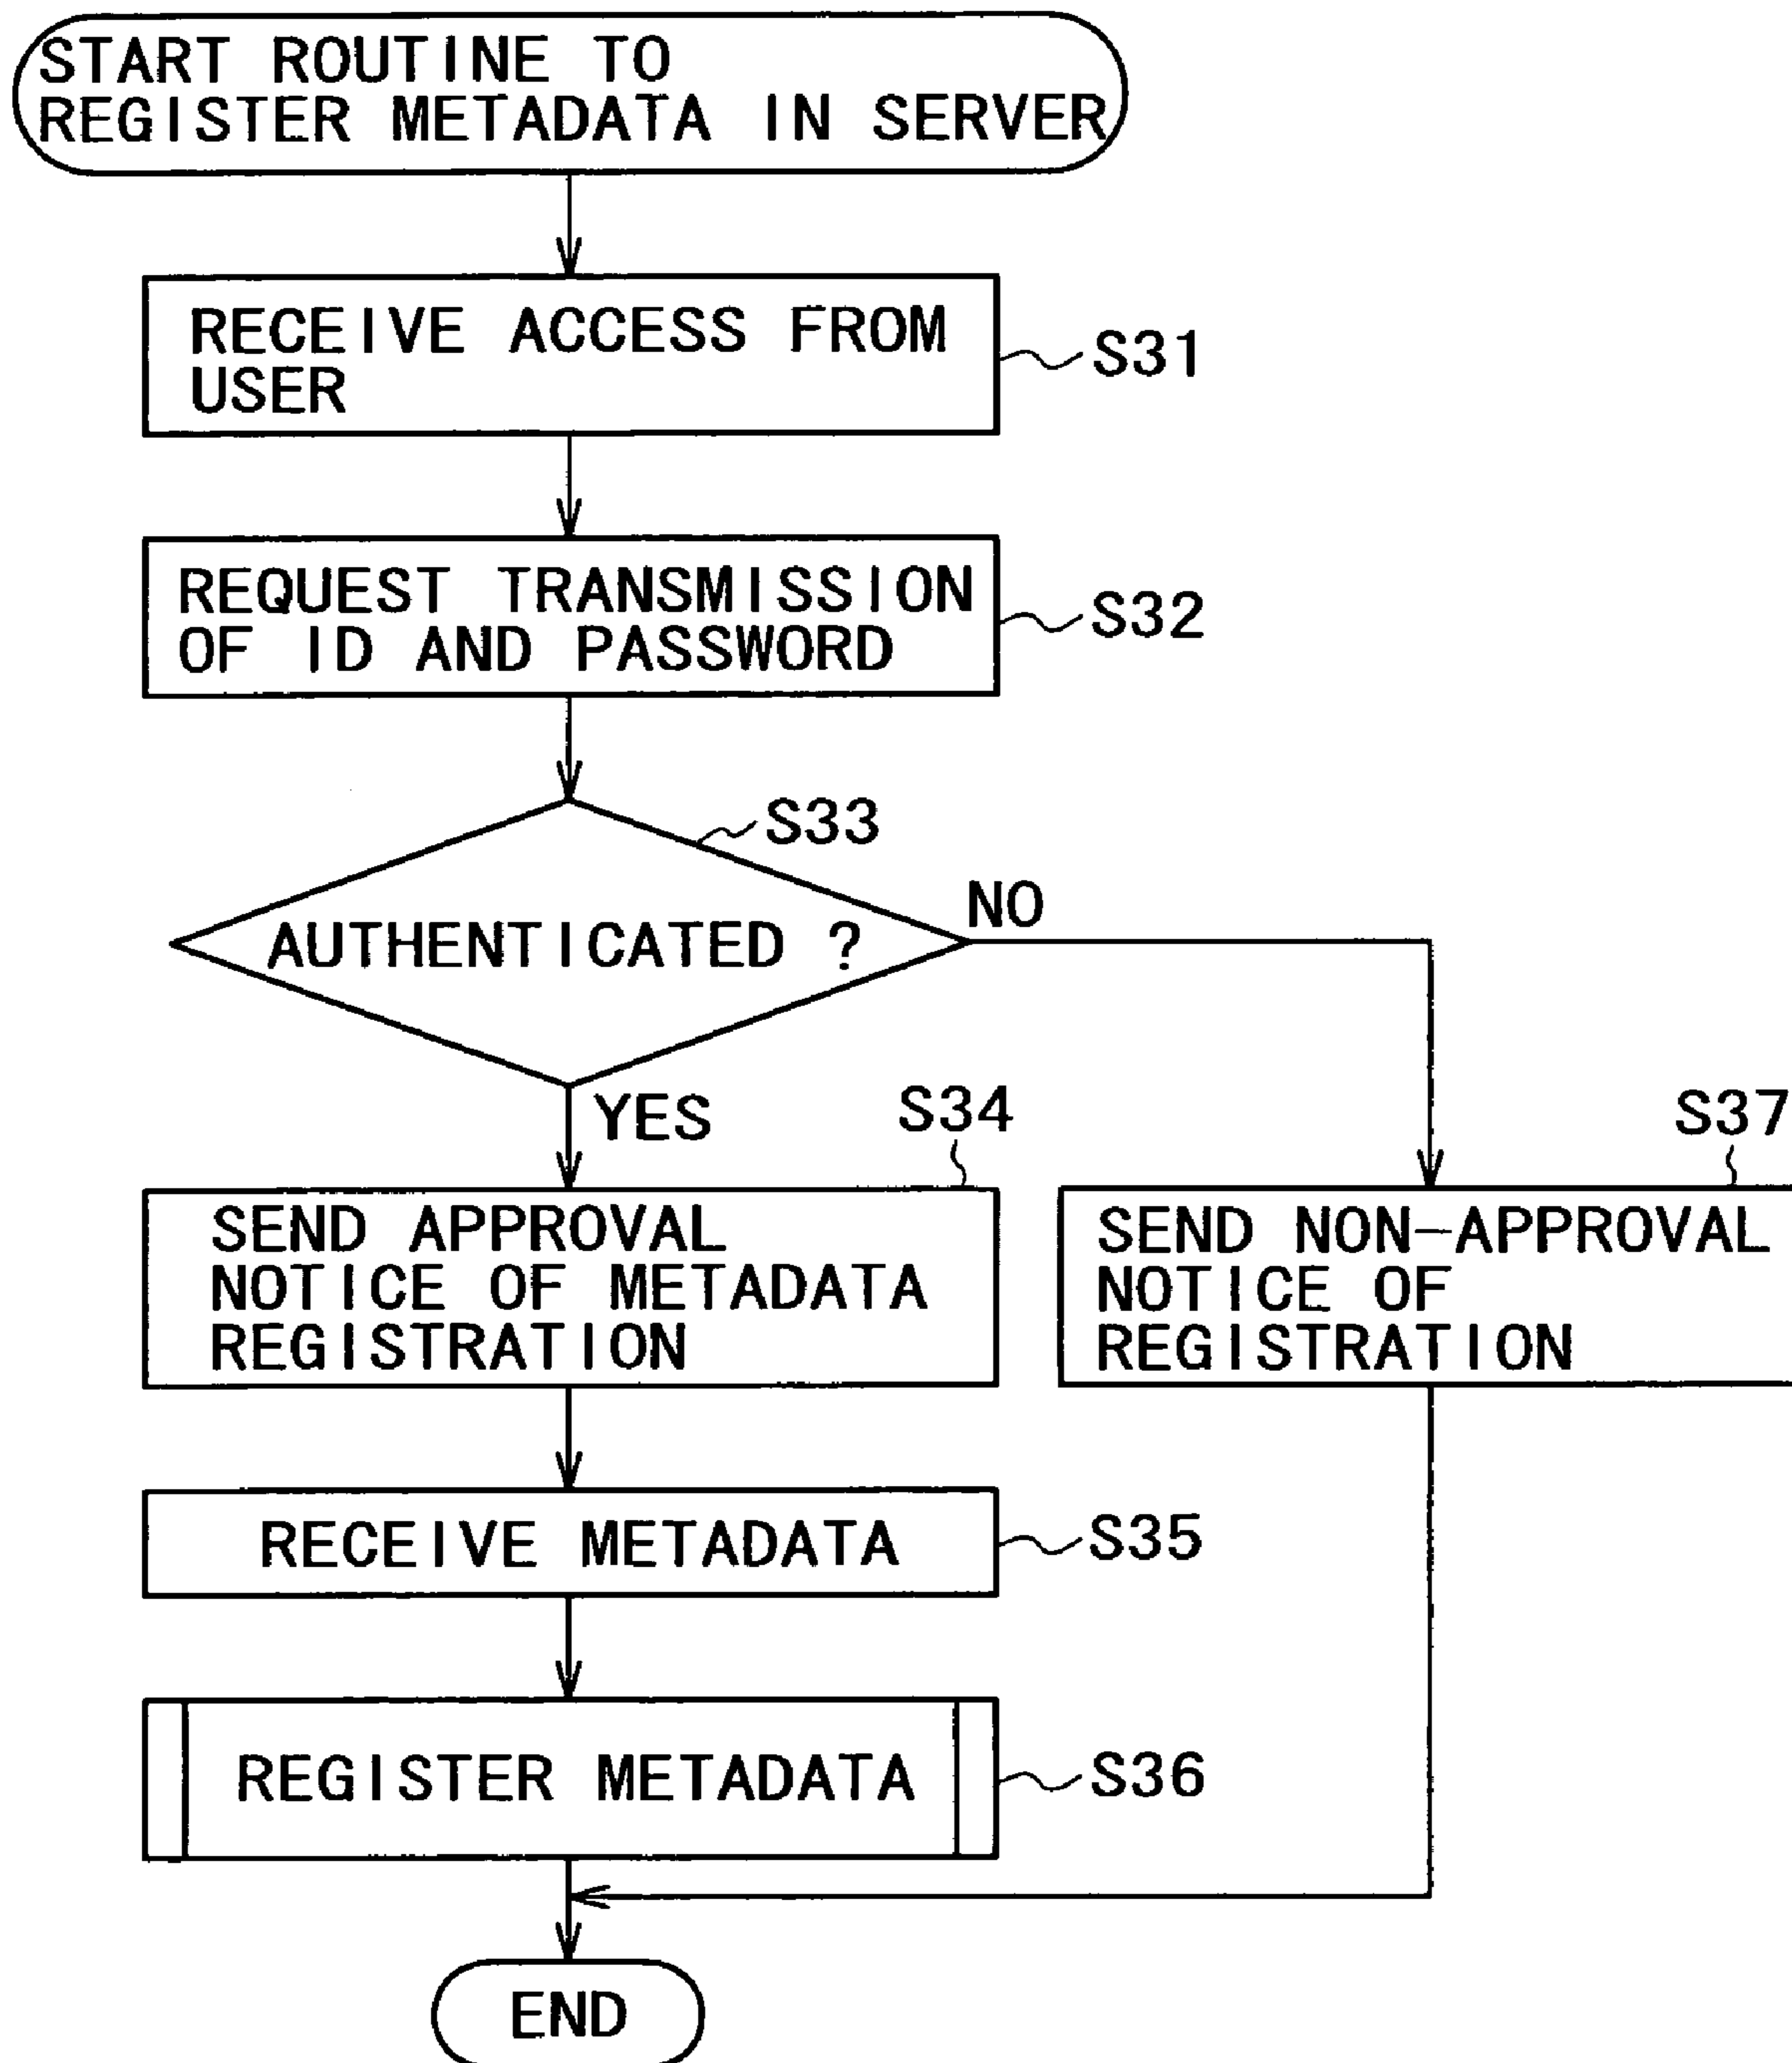 START ROUTINE TO
REGISTER METADATA IN SERVER
RECEIVE ACCESS FROM
USER
S31
REQUEST TRANSMISSION
OF ID AND PASSWORD
S32
S33
AUTHENTICATED ?
NO
YES
S34
S37
SEND APPROVAL
NOTICE OF METADATA
REGISTRATION
SEND NON-APPROVAL
NOTICE OF
REGISTRATION
RECEIVE METADATA
S35
REGISTER METADATA
S36
END